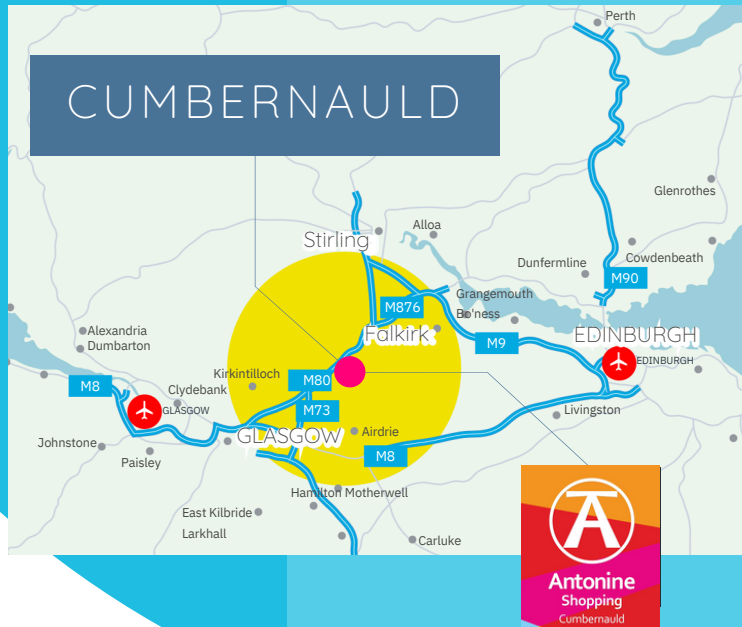 Perth
CUMBERNAULD
Glenrothes
Alloa
Stirling
Cowdenbeath
Dunfermline
M90
Grangemouth
M876
Bo'ness
Falkirk
Alexandria
EDINBURGH
Dumbarton
M9
EDINBURGH
Kirkintilloch
M80
M8
Clydebank
GLASGOW
M73
Livingston
Airdrie
GLASGOW
Johnstone
M8
Paisley
Hamilton Motherwell
East Kilbride
Larkhall
Carluke
Antonine
Shopping
Cumbernauld